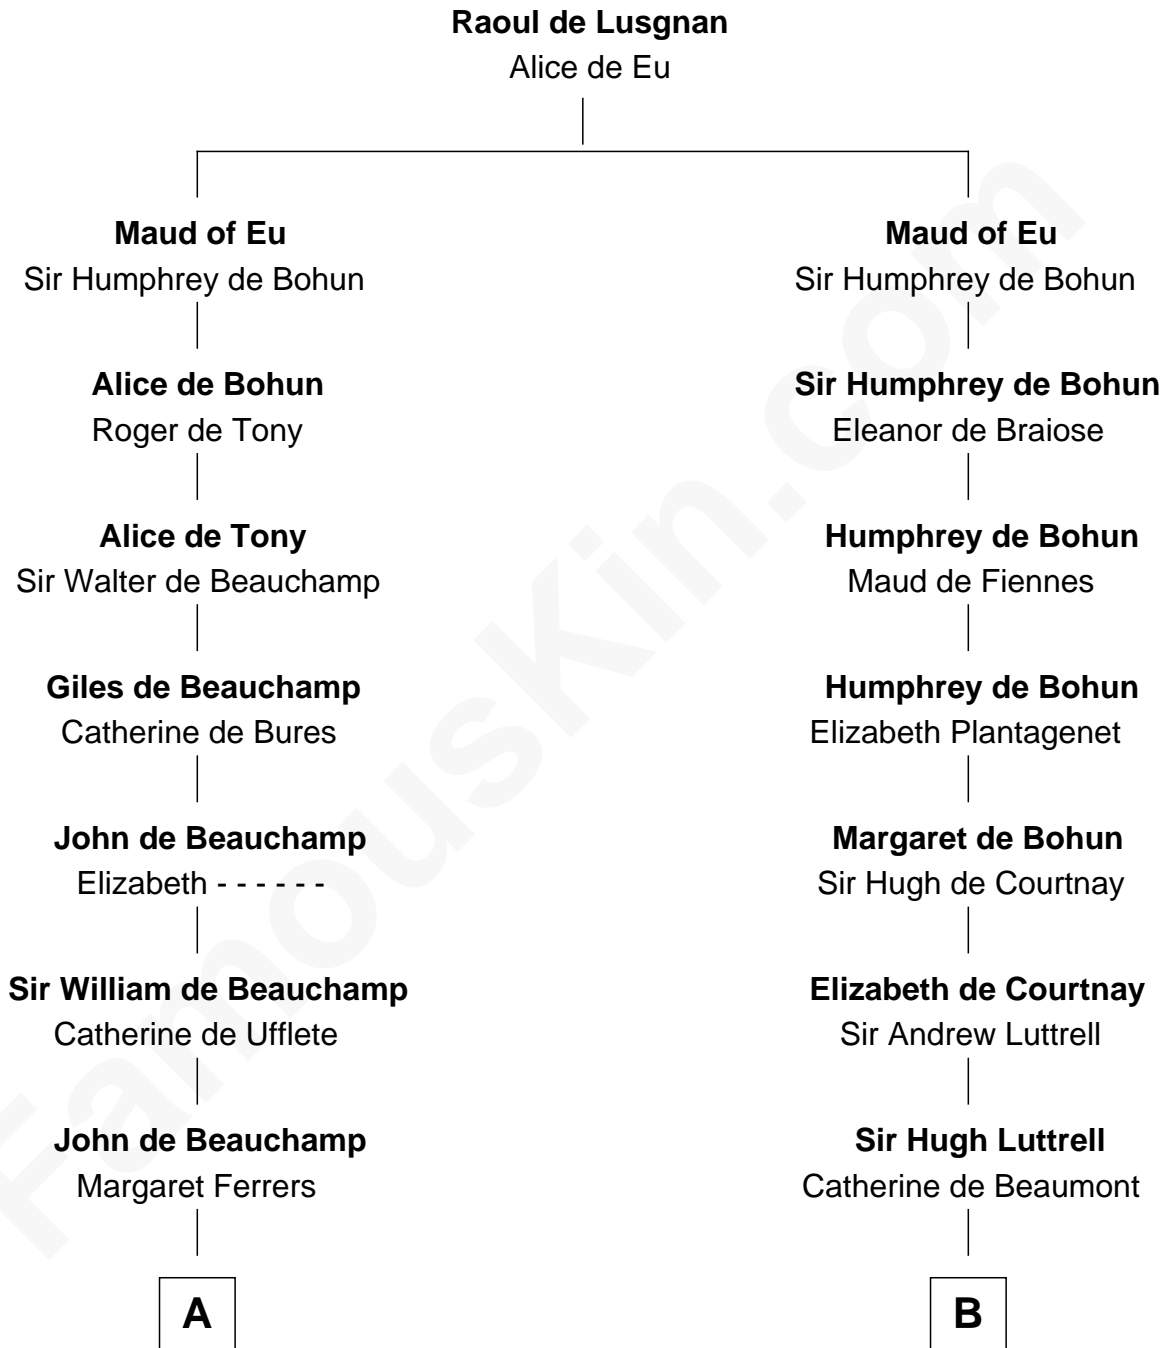 Raoul de Lusgnan
Alice de Eu
Maud of Eu
Sir Humphrey de Bohun
Maud of Eu
Sir Humphrey de Bohun
Alice de Bohun
Roger de Tony
Sir Humphrey de Bohun
Eleanor de Braiose
Alice de Tony
Sir Walter de Beauchamp
Humphrey de Bohun
Maud de Fiennes
Giles de Beauchamp
Catherine de Bures
Humphrey de Bohun
Elizabeth Plantagenet
John de Beauchamp
Elizabeth - - - - - -
Margaret de Bohun
Sir Hugh de Courtnay
Sir William de Beauchamp
Catherine de Ufflete
Elizabeth de Courtnay
Sir Andrew Luttrell
John de Beauchamp
Margaret Ferrers
Sir Hugh Luttrell
Catherine de Beaumont
A
B
FamousKin.com